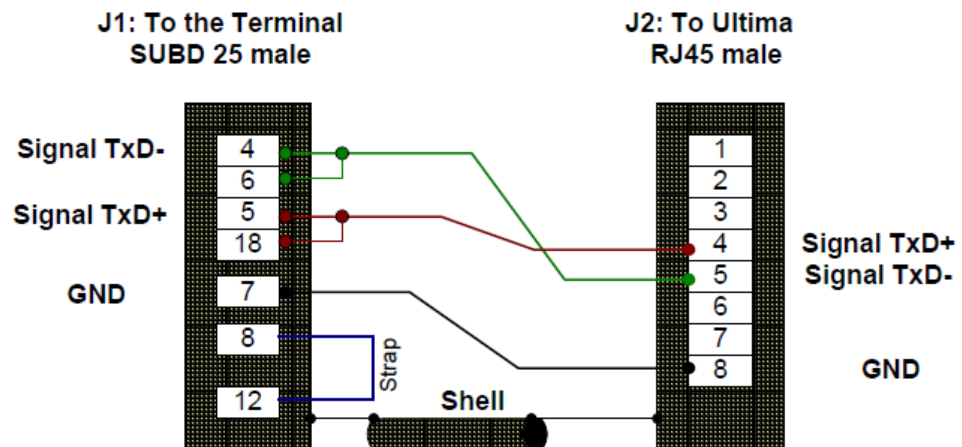 J1: To the Terminal
SUBD 25 male
J2: To Ultima
RJ45 male
Signal TxD-
4
6
Signal TxD+
5
18
GND
7
8
12
Strap
Shell
1
2
3
4
5
6
7
8
Signal TxD+
Signal TxD-
GND